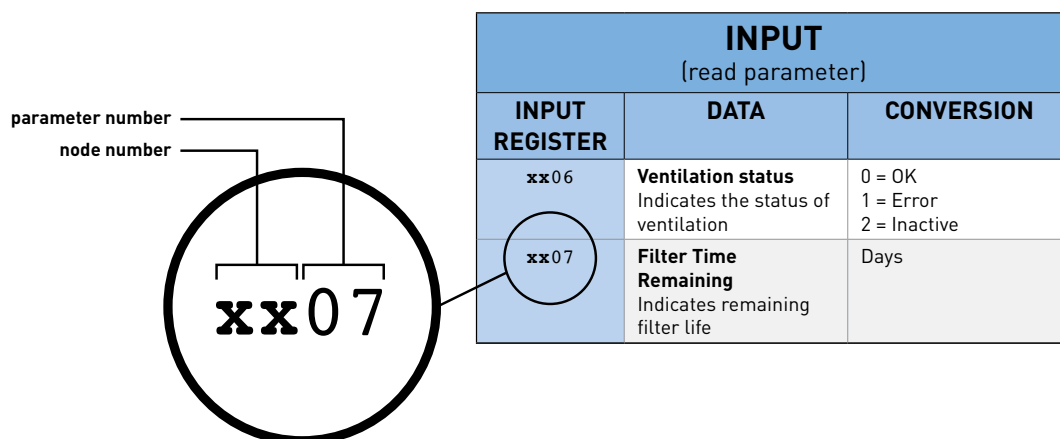 parameter number
node number
xx07
INPUT
(read parameter)
INPUT REGISTER
DATA
CONVERSION
xx06
Ventilation status
Indicates the status of
ventilation
0 = OK
1 = Error
2 = Inactive
xx07
Filter Time
Remaining
Indicates remaining
filter life
Days